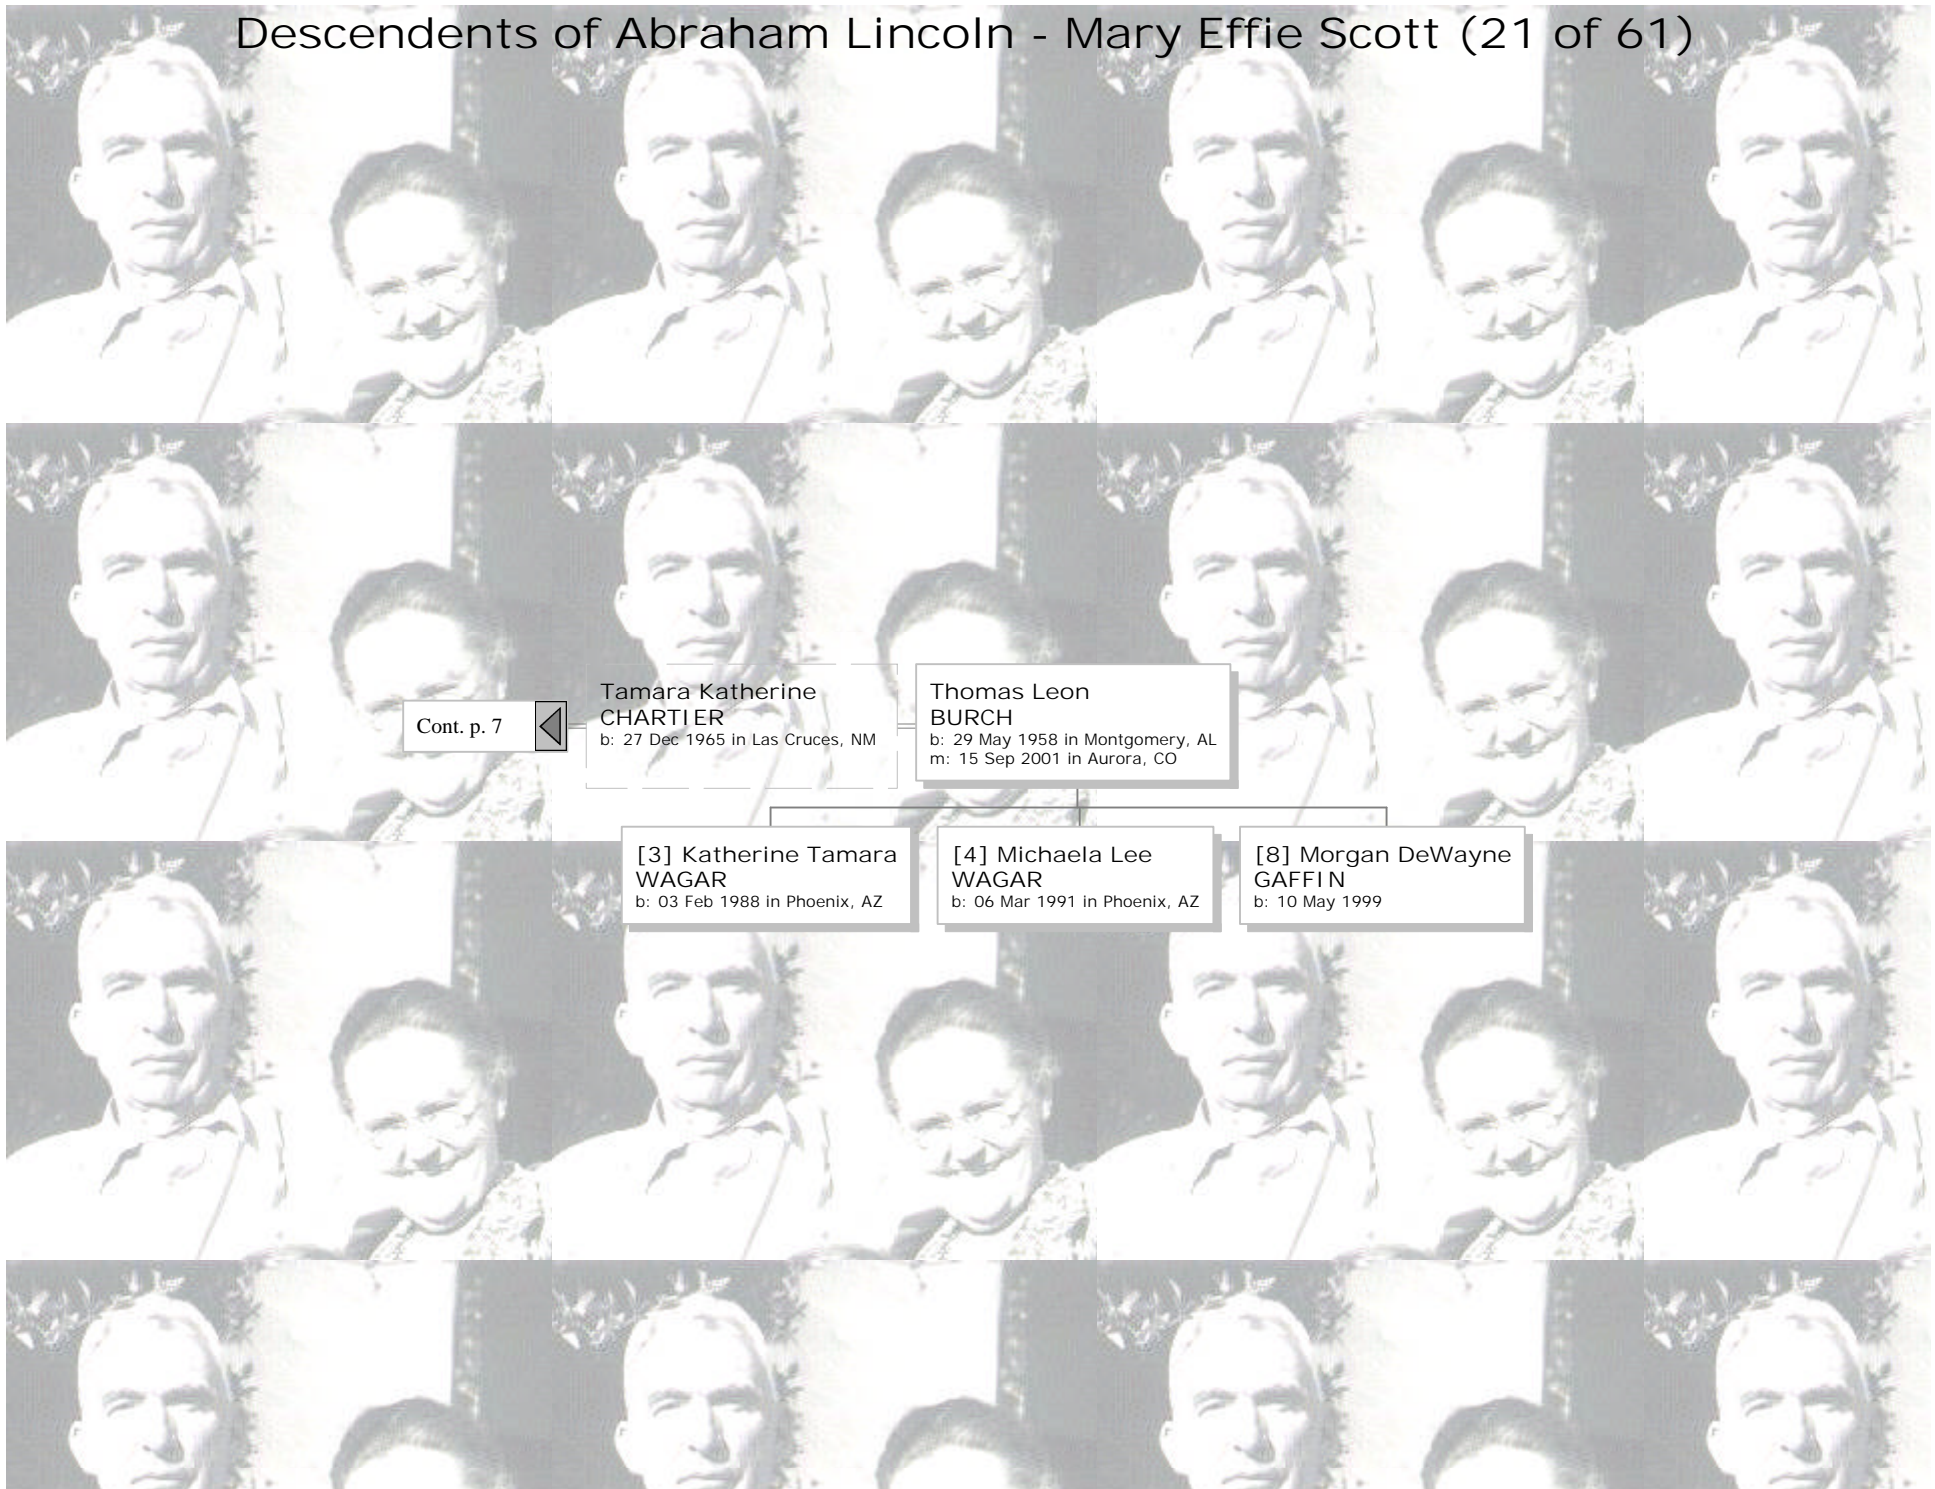 Descendents of Abraham Lincoln - Mary Effie Scott (21 of 61)
Cont. p. 7
Tamara Katherine
CHARTIER
b: 27 Dec 1965 in Las Cruces, NM
Thomas Leon
BURCH
b: 29 May 1958 in Montgomery, AL
m: 15 Sep 2001 in Aurora, CO
[3] Katherine Tamara
WAGAR
b: 03 Feb 1988 in Phoenix, AZ
[4] Michaela Lee
WAGAR
b: 06 Mar 1991 in Phoenix, AZ
[8] Morgan DeWayne
GAFFIN
b: 10 May 1999